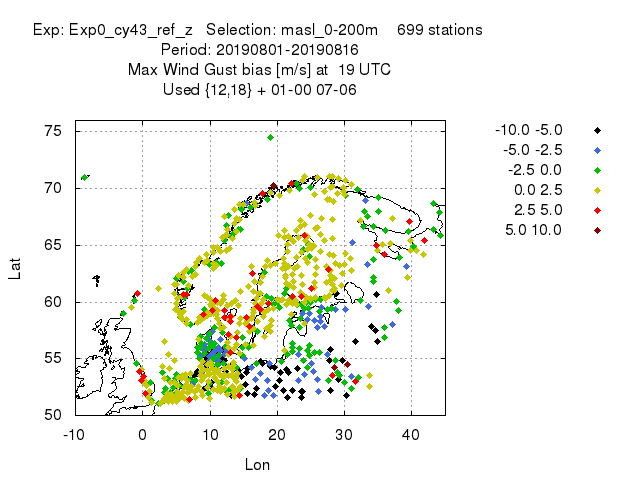 Exp: Exp0_cy43_ref_z   Selection: masl_0-200m    699 stations
Period: 20190801-20190816
Max Wind Gust bias [m/s] at  19 UTC
Used {12,18} + 01-00 07-06
-10.0 -5.0
-5.0 -2.5
-2.5 0.0
0.0 2.5
2.5 5.0
5.0 10.0
75
70
65
60
55
50
Lat
-10 0 10 20 30 40
Lon